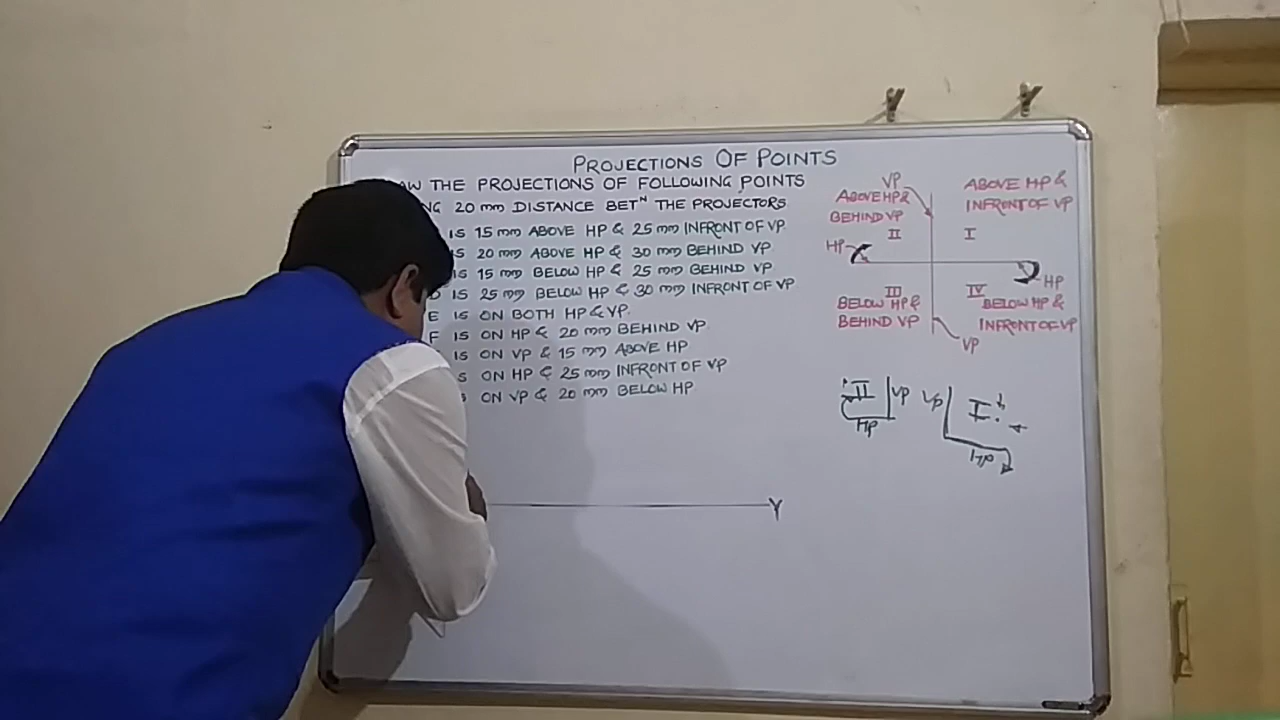 PROJECTIONS OF POINTS
THE PROJECTIONS OF FOLLOWING POINTS
20 mm DISTANCE BETᴺ THE PROJECTORS
IS 15 mm ABOVE HP & 25 mm INFRONT OF VP
IS 20 mm ABOVE HP & 30 mm BEHIND VP
IS 15 mm BELOW HP & 25 mm BEHIND VP
D IS 25 mm BELOW HP & 30 mm INFRONT OF VP
E IS ON BOTH HP & VP.
F IS ON HP & 20 mm BEHIND VP
IS ON VP & 15 mm ABOVE HP
ON HP & 25 mm INFRONT OF VP
ON VP & 20 mm BELOW HP
Y
VP
ABOVE HP &
BEHIND VP
II
ABOVE HP &
INFRONT OF VP
I
HP
HP
III
BELOW HP &
BEHIND VP
IV
BELOW HP &
INFRONT OF VP
VP
II
VP
HP
VP
I
HP